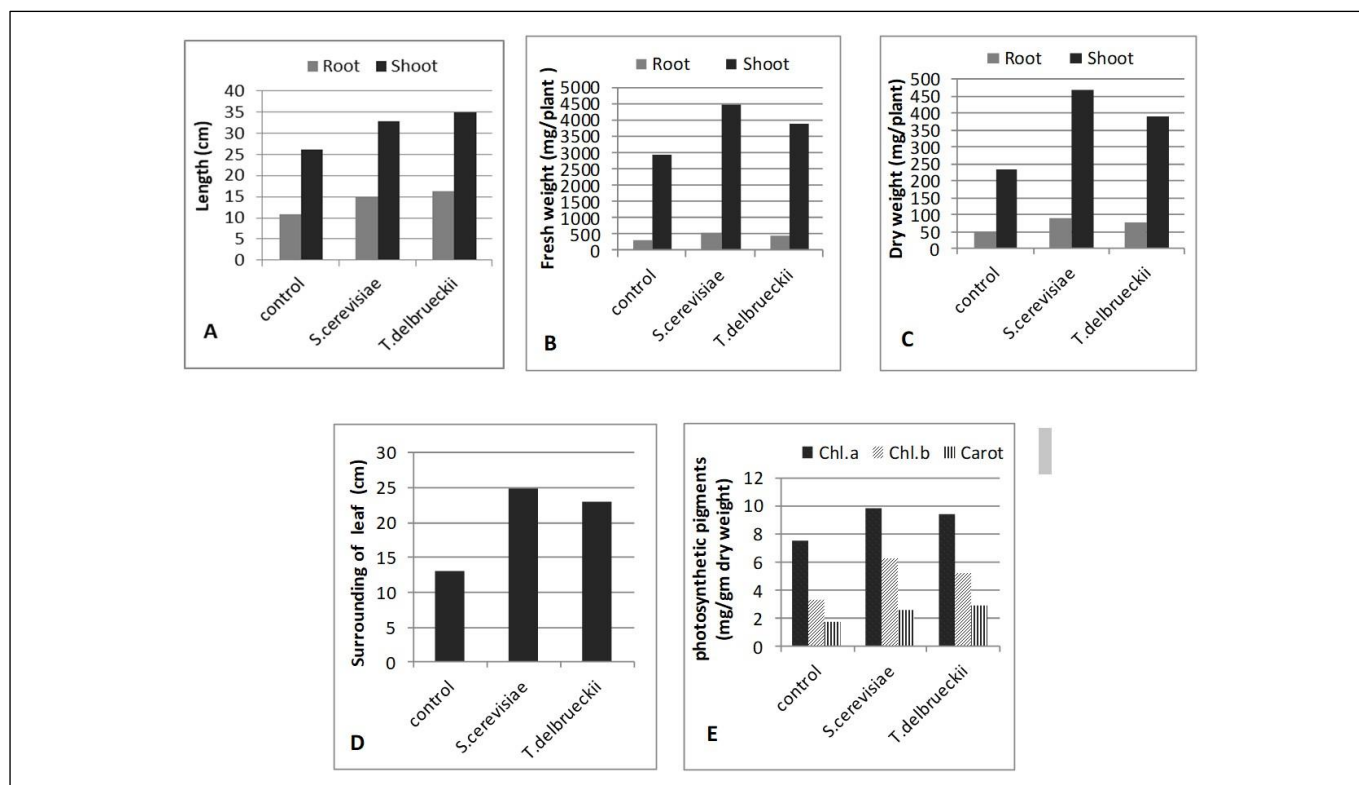 Root Shoot
Length (cm)
40
35
30
25
20
15
10
5
0
control
S.cerevisiae
T.delbrueckii
A
Root Shoot
Fresh weight (mg/plant )
5000
4500
4000
3500
3000
2500
2000
1500
1000
500
0
control
S.cerevisiae
T.delbrueckii
B
Root Shoot
Dry weight (mg/plant)
500
450
400
350
300
250
200
150
100
50
0
control
S.cerevisiae
T.delbrueckii
C
Surrounding of leaf (cm)
30
25
20
15
10
5
0
control
S.cerevisiae
T.delbrueckii
D
Chl.a Chl.b Carot
photosynthetic pigments
(mg/gm dry weight)
12
10
8
6
4
2
0
control
S.cerevisiae
T.delbrueckii
E